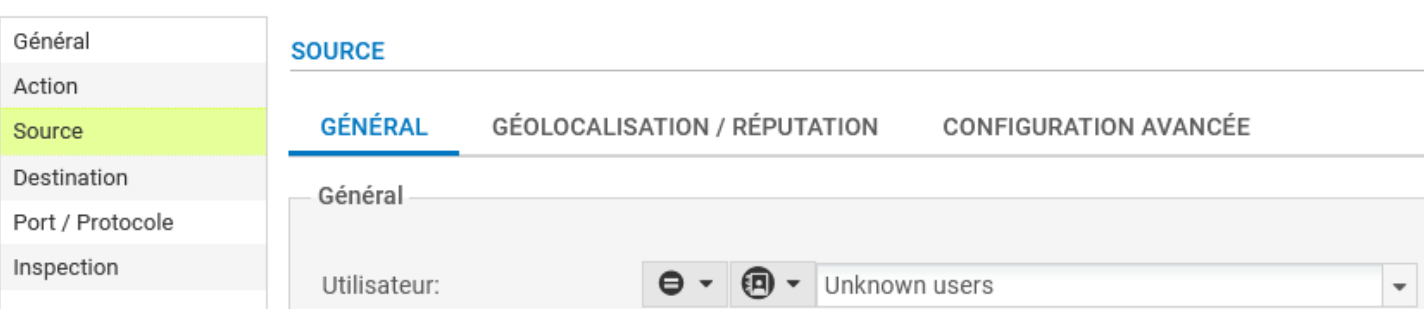 Général
Action
Source
Destination
Port / Protocole
Inspection
SOURCE
GÉNÉRAL GÉOLOCALISATION / RÉPUTATION CONFIGURATION AVANCÉE
Général
Utilisateur: Unknown users